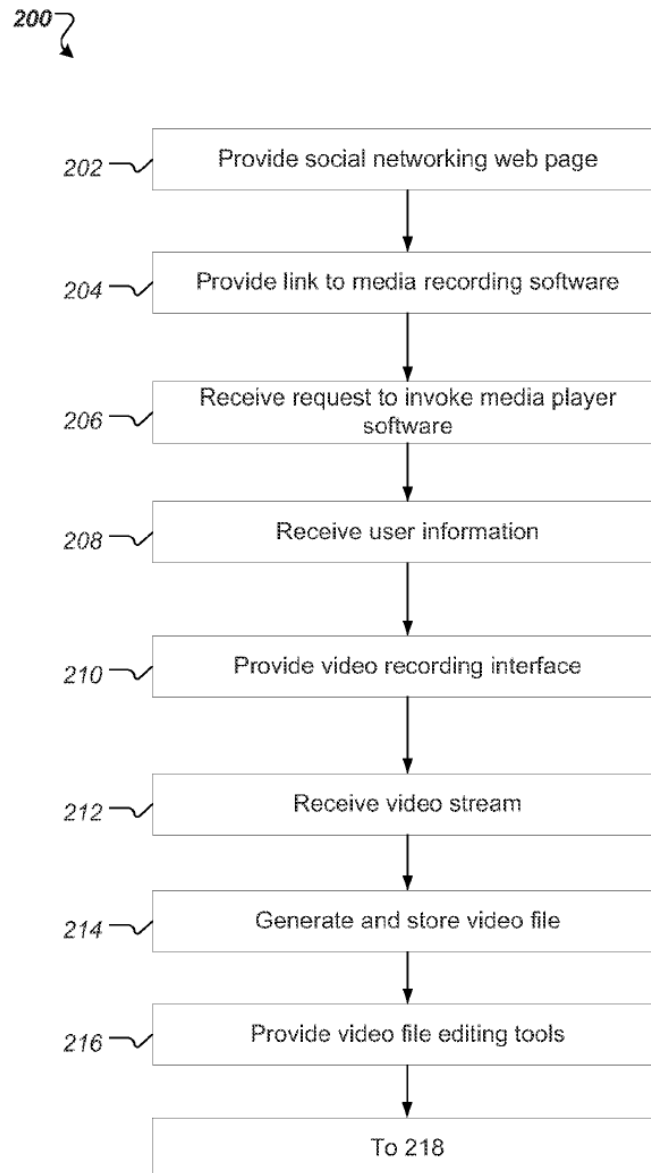 200
202
Provide social networking web page
204
Provide link to media recording software
206
Receive request to invoke media player
software
208
Receive user information
210
Provide video recording interface
212
Receive video stream
214
Generate and store video file
216
Provide video file editing tools
To 218